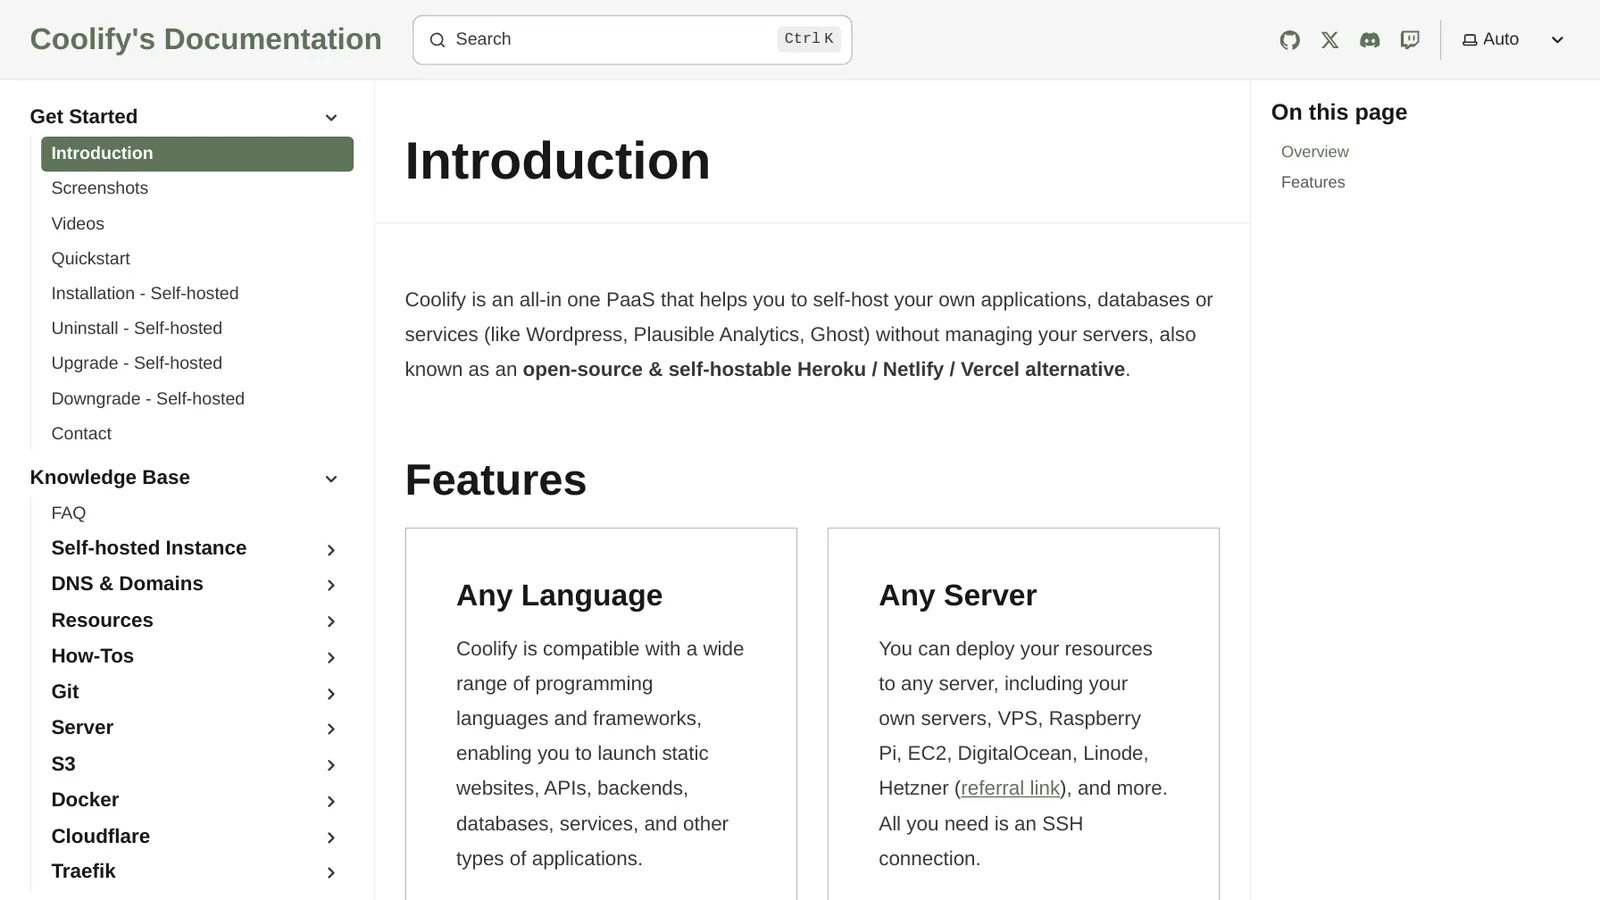 Coolify's Documentation
Search
Ctrl K
Auto
Get Started
Introduction
Screenshots
Videos
Quickstart
Installation - Self-hosted
Uninstall - Self-hosted
Upgrade - Self-hosted
Downgrade - Self-hosted
Contact
Knowledge Base
FAQ
Self-hosted Instance
DNS & Domains
Resources
How-Tos
Git
Server
S3
Docker
Cloudflare
Traefik
Introduction
Coolify is an all-in one PaaS that helps you to self-host your own applications, databases or
services (like Wordpress, Plausible Analytics, Ghost) without managing your servers, also
known as an open-source & self-hostable Heroku / Netlify / Vercel alternative.
Features
Any Language
Coolify is compatible with a wide
range of programming
languages and frameworks,
enabling you to launch static
websites, APIs, backends,
databases, services, and other
types of applications.
Any Server
You can deploy your resources
to any server, including your
own servers, VPS, Raspberry
Pi, EC2, DigitalOcean, Linode,
Hetzner (referral link), and more.
All you need is an SSH
connection.
On this page
Overview
Features